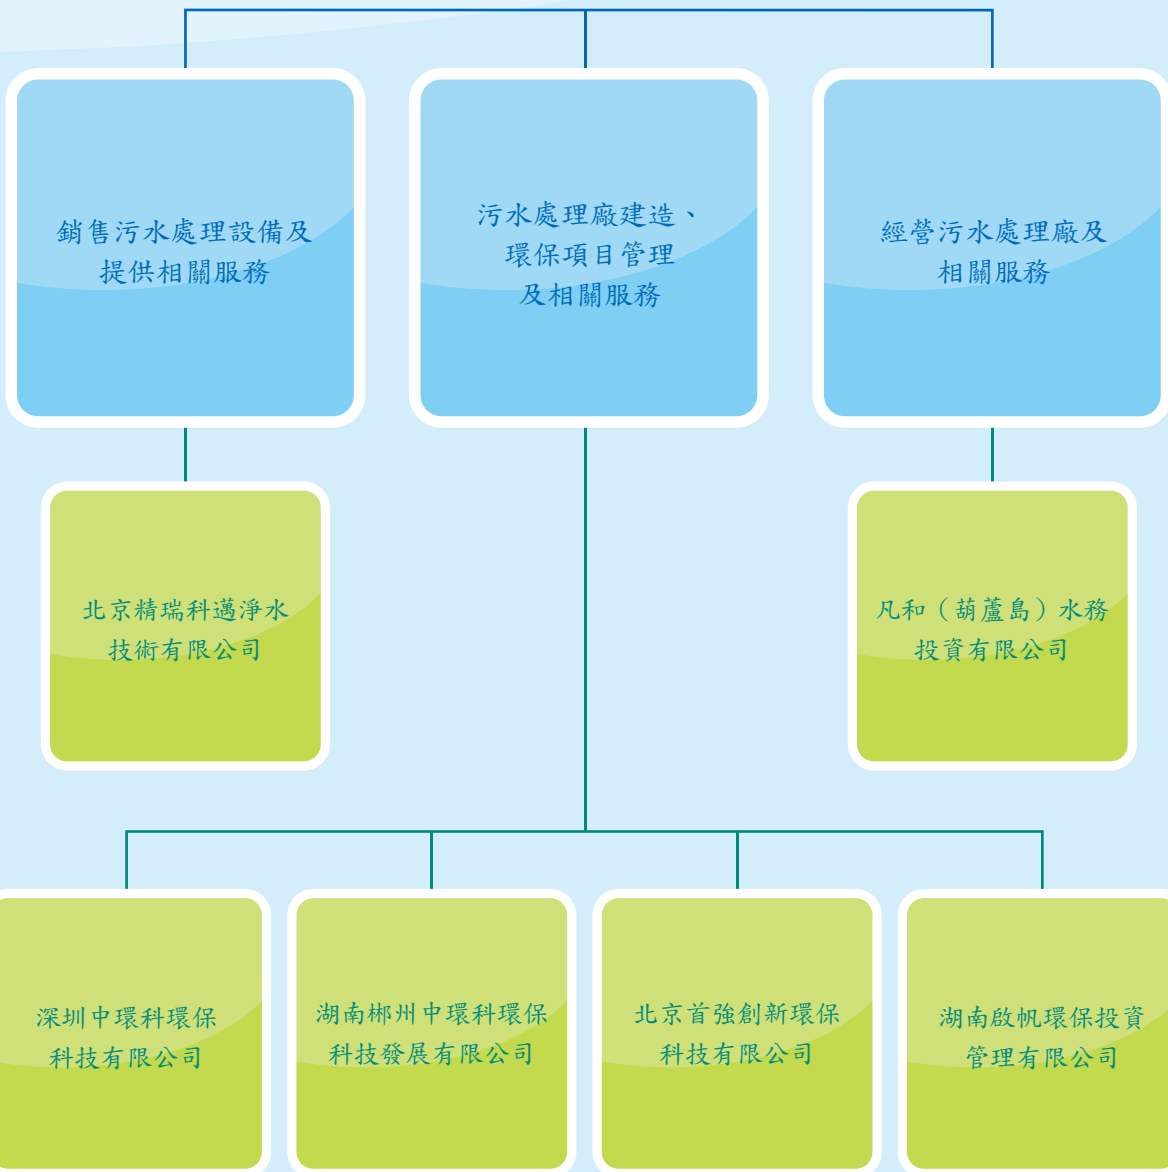 銷售污水處理設備及
提供相關服務
污水處理廠建造、
環保項目管理
及相關服務
經營污水處理廠及
相關服務
北京精瑞科邁淨水
技術有限公司
凡和（葫蘆島）水務
投資有限公司
深圳中環科環保
科技有限公司
湖南郴州中環科環保
科技發展有限公司
北京首強創新環保
科技有限公司
湖南啟帆環保投資
管理有限公司